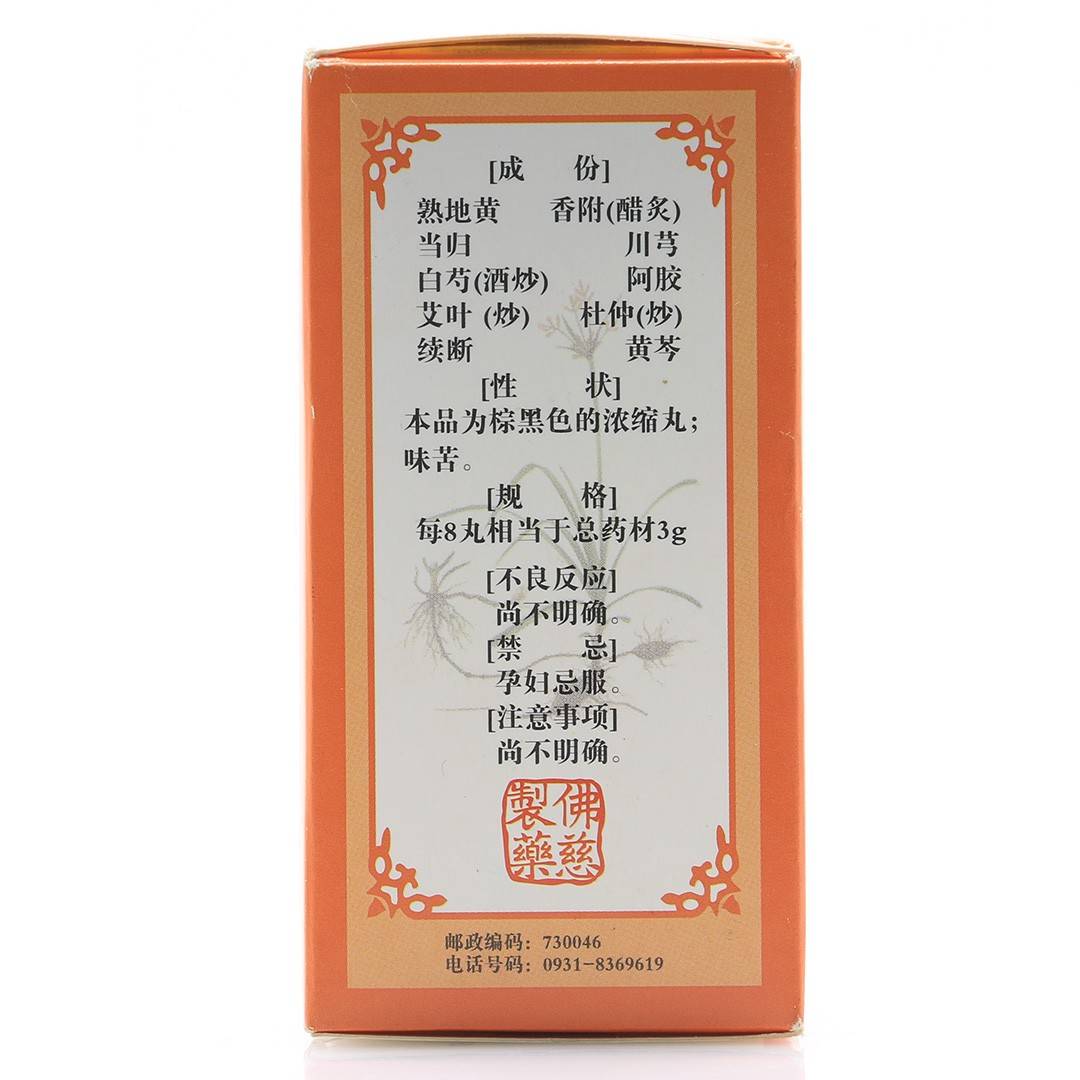 [成 份]
熟地黄 香附(醋炙)
当归 川芎
白芍(酒炒) 阿胶
艾叶 (炒) 杜仲(炒)
续断 黄芩
[性 状]
本品为棕黑色的浓缩丸；
味苦。
[规 格]
每8丸相当于总药材3g
[不良反应]
尚不明确。
[禁 忌]
孕妇忌服。
[注意事项]
尚不明确。
佛慈
製藥
邮政编码：730046
电话号码：0931-8369619